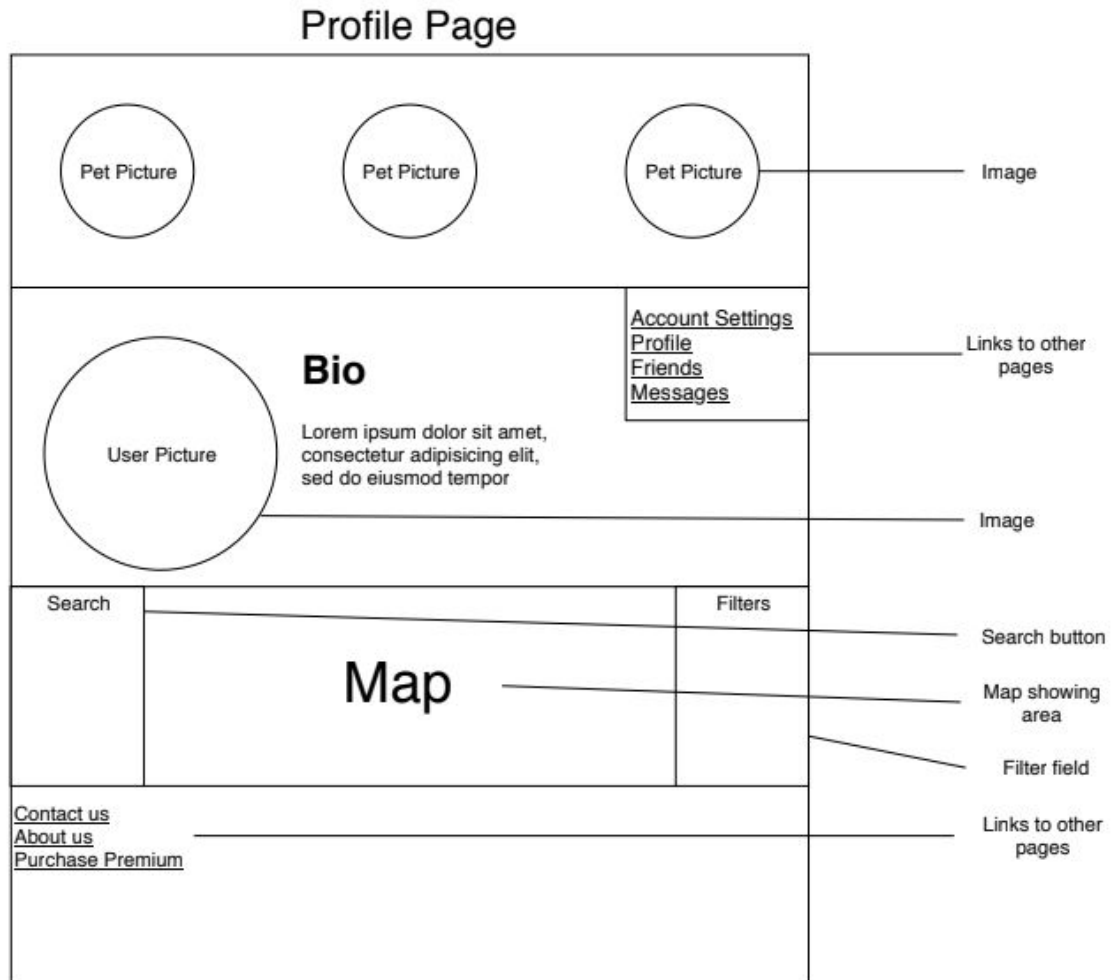 Profile Page
Pet Picture
Pet Picture
Pet Picture
Image
Account Settings
Profile
Friends
Messages
Links to other
pages
Bio
Lorem ipsum dolor sit amet,
consectetur adipisicing elit,
sed do eiusmod tempor
User Picture
Image
Search
Map
Filters
Search button
Map showing
area
Filter field
Contact us
About us
Purchase Premium
Links to other
pages